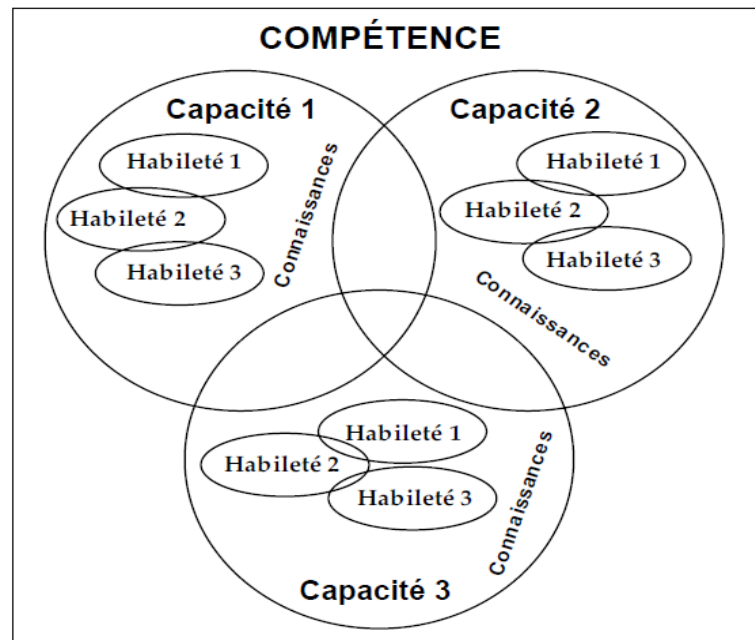 COMPÉTENCE
Capacité 1
Habileté 1
Habileté 2
Habileté 3
Connaissances
Capacité 2
Habileté 1
Habileté 2
Habileté 3
Connaissances
Habileté 1
Habileté 2
Habileté 3
Connaissances
Capacité 3